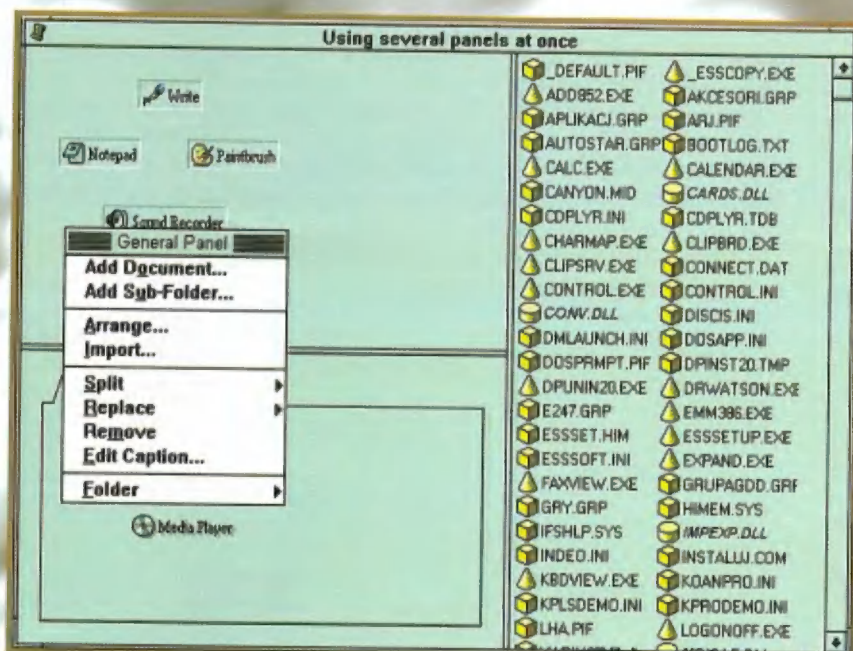 Using several panels at once
Write
Notepad
Paintbrush
Sound Recorder
General Panel
Add Document...
Add Sub-Folder...
Arrange...
Import...
Split
Replace
Remove
Edit Caption...
Folder
Media Player
_DEFAULT.PIF _ESSCOPY.EXE
ADD952.EXE AKCESORI.GRP
APLIKACJ.GRP ARJ.PIF
AUTOSTAR.GRP BOOTLOG.TXT
CALC.EXE CALENDAR.EXE
CANYON.MID CARDS.DLL
CDPLYR.INI CDPLYR.TDB
CHARMAP.EXE CLIPBRD.EXE
CLIPSRV.EXE CONNECT.DAT
CONTROL.EXE CONTROL.INI
CONV.DLL DISCIS.INI
DMLAUNCH.INI DOSAPP.INI
DOSPRMPT.PIF DPINST20.TMP
DPUNIN20.EXE DRWATSON.EXE
E247.GRP EMM386.EXE
ESSSET.HIM ESSSETUP.EXE
ESSSOFT.INI EXPAND.EXE
FAXVIEW.EXE GRUPAGDD.GRF
GRY.GRP HIMEM.SYS
IFSHLP.SYS IMPEXP.DLL
INDEO.INI INSTALUJ.COM
KBDVIEW.EXE KOANPRO.INI
KPLSDEMO.INI KPRODEMO.INI
LHA.PIF LOGONOFF.EXE